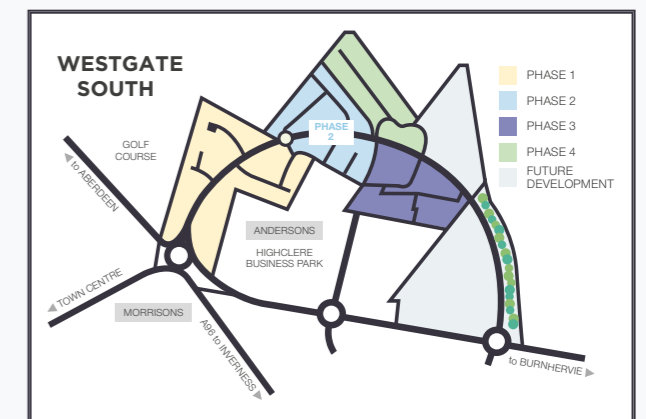 WESTGATE
SOUTH
PHASE 1
PHASE 2
PHASE 3
PHASE 4
FUTURE
DEVELOPMENT
PHASE
2
GOLF
COURSE
to ABERDEEN
ANDERSONS
HIGHCLERE
BUSINESS PARK
TOWN CENTRE
MORRISONS
A96 to INVERNESS
to BURNHERVIE